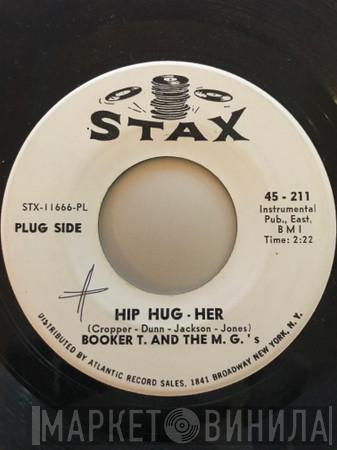 STAX
STX-11666-PL
PLUG SIDE
45 - 211
Instrumental
Pub., East,
BMI
Time: 2:22
HIP HUG - HER
(Cropper - Dunn - Jackson - Jones)
BOOKER T. AND THE M. G.'s
DISTRIBUTED BY ATLANTIC RECORD SALES, 1841 BROADWAY NEW YORK, N. Y.
МАРКЕТ ВИНИЛА